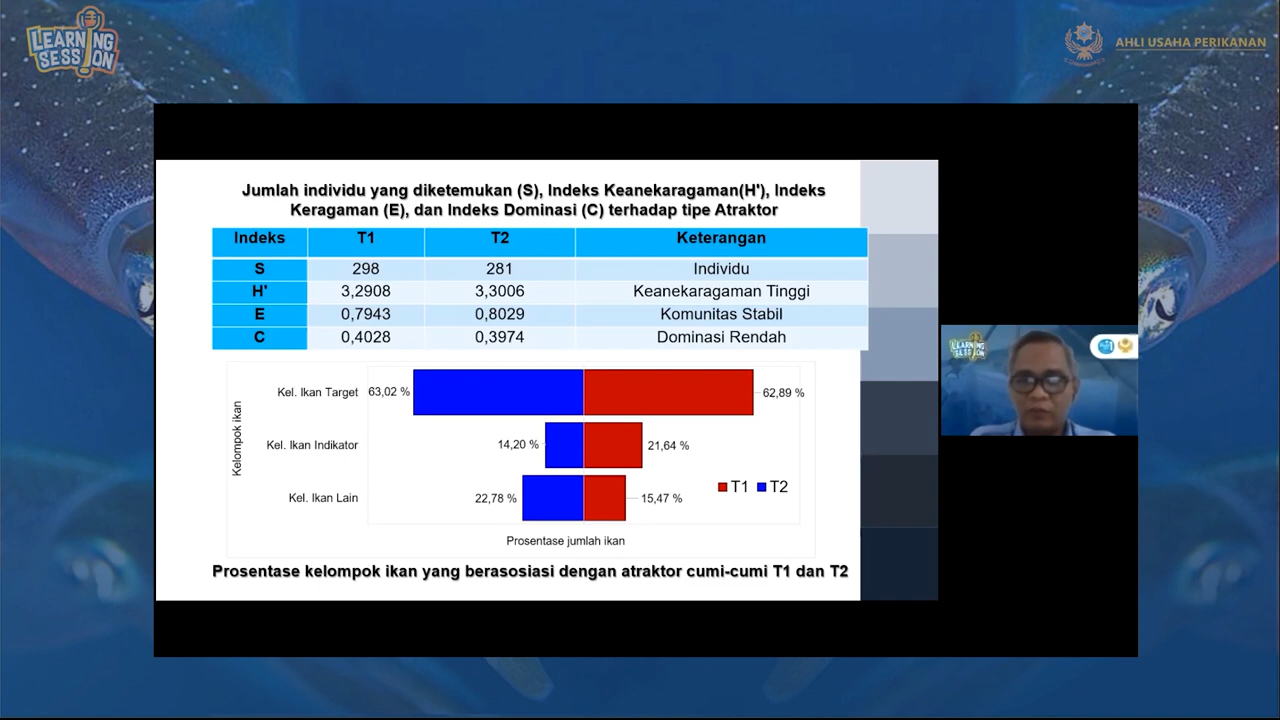 LEARNING
SESSION
AHLI USAHA PERIKANAN
Jumlah individu yang diketemukan (S), Indeks Keanekaragaman(H'), Indeks
Keragaman (E), dan Indeks Dominasi (C) terhadap tipe Atraktor
Indeks T1 T2 Keterangan
S 298 281 Individu
H' 3,2908 3,3006 Keanekaragaman Tinggi
E 0,7943 0,8029 Komunitas Stabil
C 0,4028 0,3974 Dominasi Rendah
Kelompok ikan
Kel. Ikan Target 63,02 % 62,89 %
Kel. Ikan Indikator 14,20 % 21,64 %
Kel. Ikan Lain 22,78 % 15,47 %
T1 T2
Prosentase jumlah ikan
Prosentase kelompok ikan yang berasosiasi dengan atraktor cumi-cumi T1 dan T2
LEARNING
SESSION